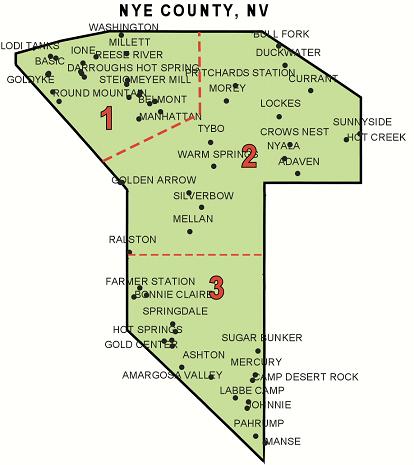 NYE COUNTY, NV
WASHINGTON
BULL FORK
LODI TANKS
IONE
MILLETT
REESE RIVER
DUCKWATER
BASIC
DARROUGHS HOT SPRING
PRITCHARDS STATION
GOLDYKE
STEIGMEYER MILL
CURRANT
ROUND MOUNTAIN
BELMONT
MOREY
LOCKES
MANHATTAN
1
TYBO
CROWS NEST
SUNNYSIDE
HOT CREEK
NYALA
WARM SPRINGS
2
ADAVEN
GOLDEN ARROW
SILVERBOW
MELLAN
RALSTON
FARMER STATION
3
BONNIE CLAIRE
SPRINGDALE
HOT SPRINGS
GOLD CENTER
SUGAR BUNKER
ASHTON
MERCURY
AMARGOSA VALLEY
CAMP DESERT ROCK
LABBE CAMP
JOHNNIE
PAHRUMP
MANSE